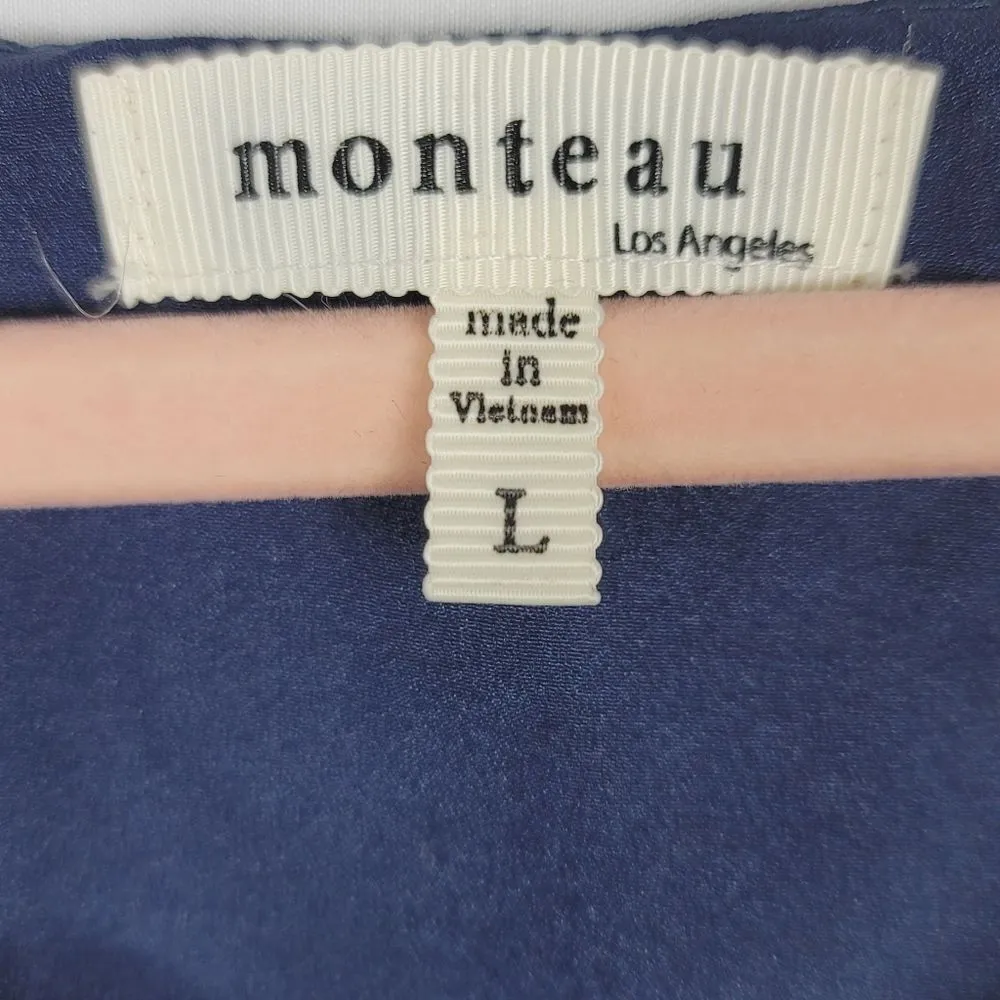 monteau
Los Angeles
made
in
Vietnam
L